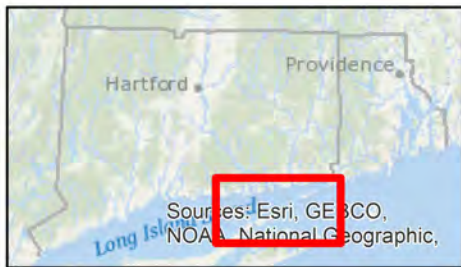 Hartford
Providence
Long Island
Sources: Esri, GEBCO,
NOAA, National Geographic,